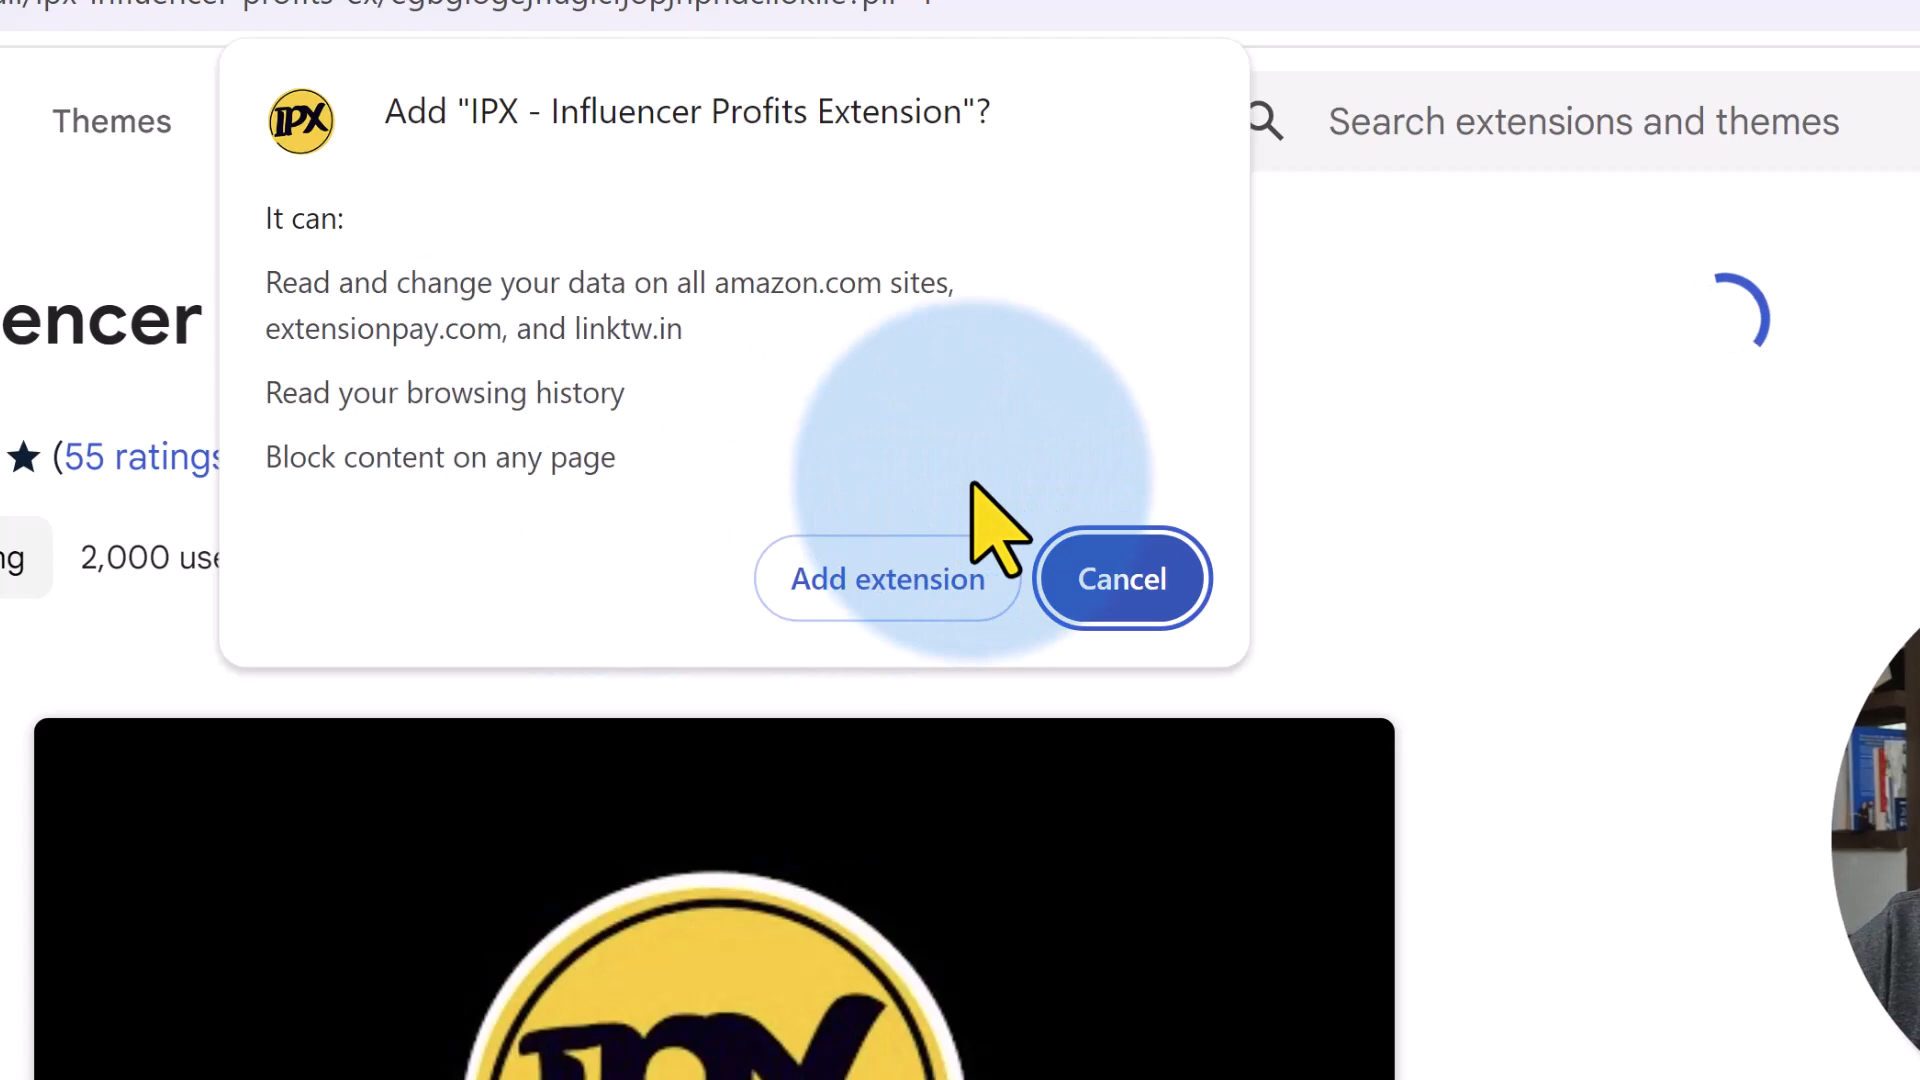 Themes
Add "IPX - Influencer Profits Extension"?
IPX
Search extensions and themes
It can:
Read and change your data on all amazon.com sites,
extensionpay.com, and linktw.in
encer
Read your browsing history
(55 ratings
Block content on any page
2,000 use
Add extension
Cancel
IPX